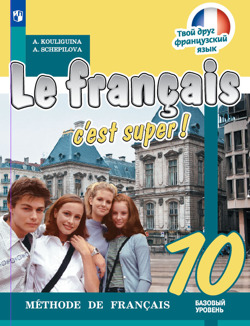 A. KOULIGUINA
A. SCHEPILOVA
Твой друг
французский
язык
Le français
c'est super!
10
БАЗОВЫЙ
УРОВЕНЬ
MÉTHODE DE FRANÇAIS